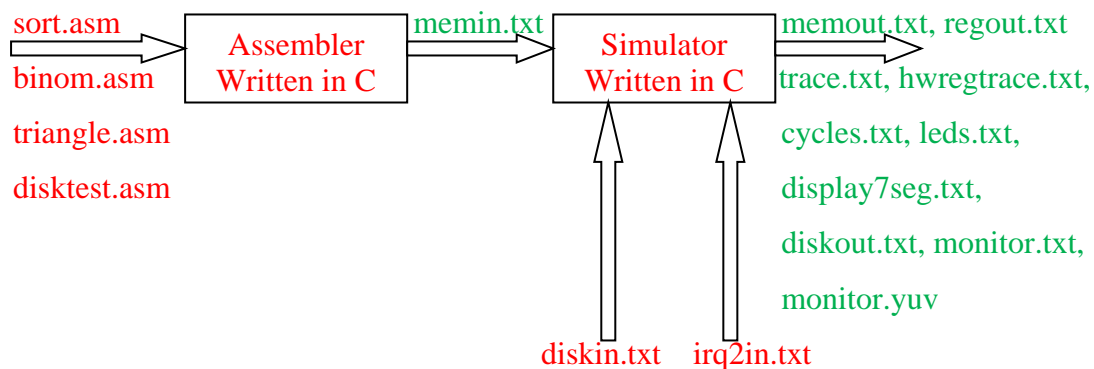 sort.asm
binom.asm
triangle.asm
disktest.asm
Assembler
Written in C
memin.txt
Simulator
Written in C
memout.txt, regout.txt
trace.txt, hwregtrace.txt,
cycles.txt, leds.txt,
display7seg.txt,
diskout.txt, monitor.txt,
monitor.yuv
diskin.txt
irq2in.txt